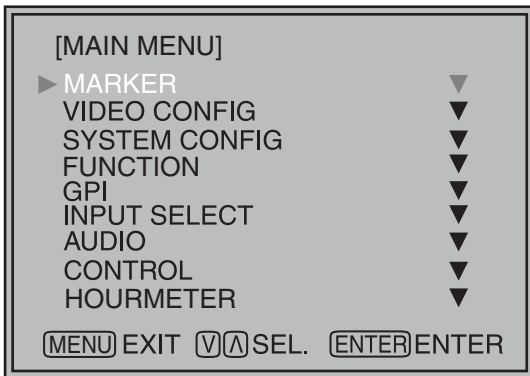 [MAIN MENU]
▶ MARKER ▼
VIDEO CONFIG ▼
SYSTEM CONFIG ▼
FUNCTION ▼
GPI ▼
INPUT SELECT ▼
AUDIO ▼
CONTROL ▼
HOURMETER ▼
MENU EXIT V Λ SEL. ENTER ENTER